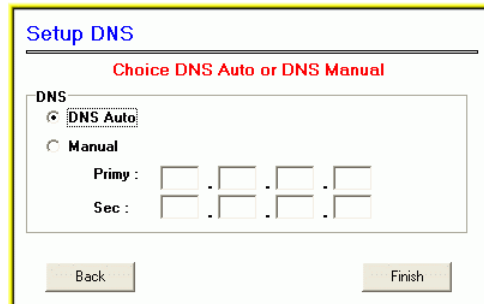 Setup DNS
Choice DNS Auto or DNS Manual
DNS
DNS Auto
Manual
Primy :
. . .
Sec :
. . .
Back Finish